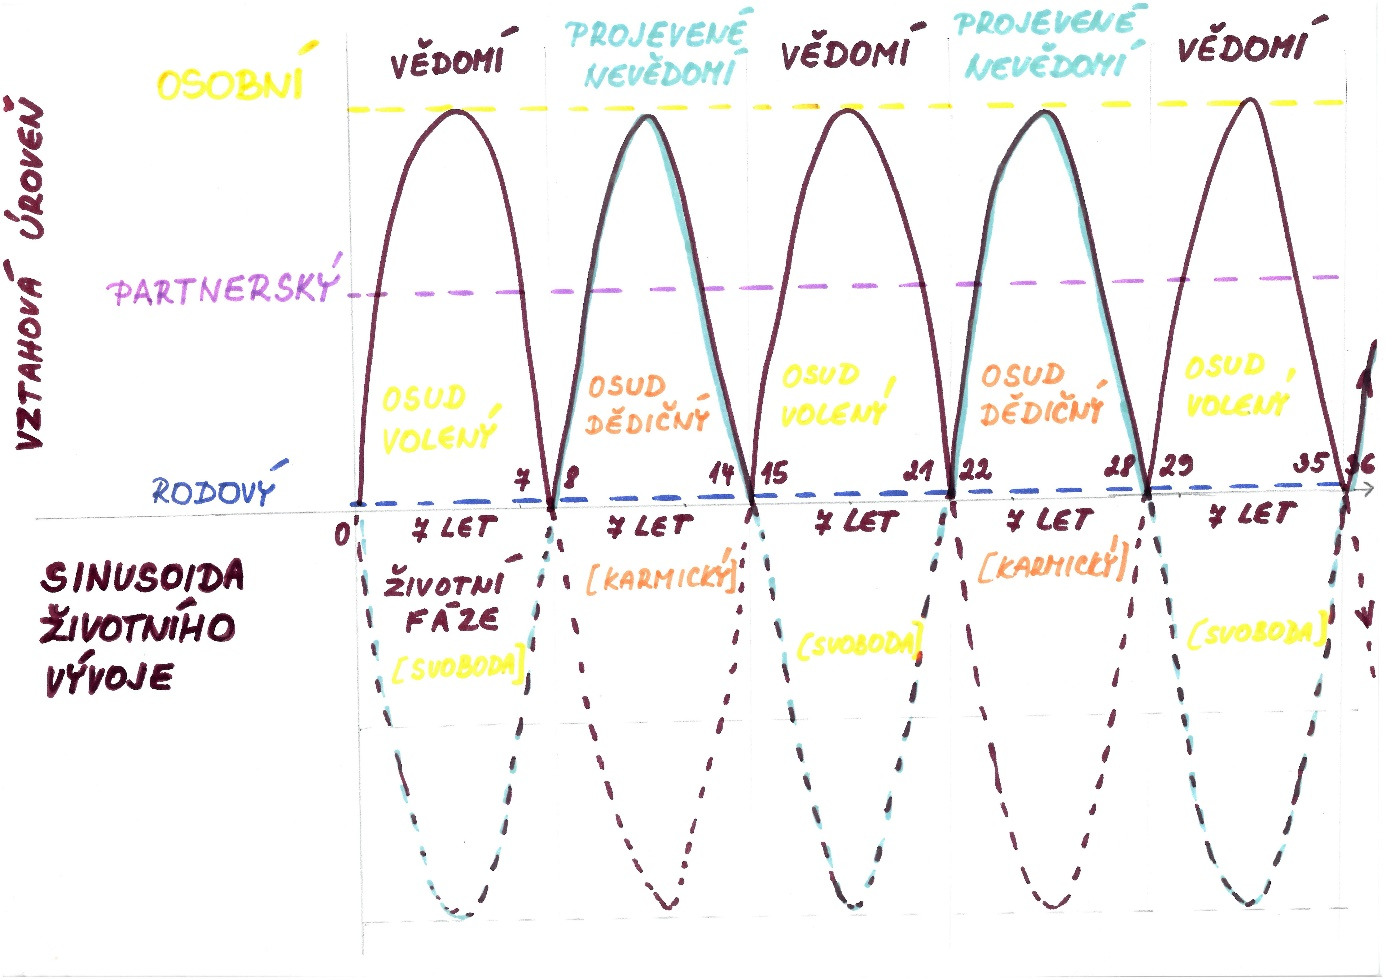 VZTAHOVÁ ÚROVEŇ
OSOBNÍ
PARTNERSKÝ
RODOVÝ
VĚDOMÍ
PROJEVENÉ
NEVĚDOMÍ
VĚDOMÍ
PROJEVENÉ
NEVĚDOMÍ
VĚDOMÍ
OSUD
VOLENÝ
OSUD
DĚDIČNÝ
OSUD
VOLENÝ
OSUD
DĚDIČNÝ
OSUD
VOLENÝ
7 8 14 15 21 22 28 29 35 36
0 7 LET 7 LET 7 LET 7 LET 7 LET
SINUSOIDA
ŽIVOTNÍHO
VÝVOJE
ŽIVOTNÍ
FÁZE
[SVOBODA]
[KARMICKÝ]
[SVOBODA]
[KARMICKÝ]
[SVOBODA]